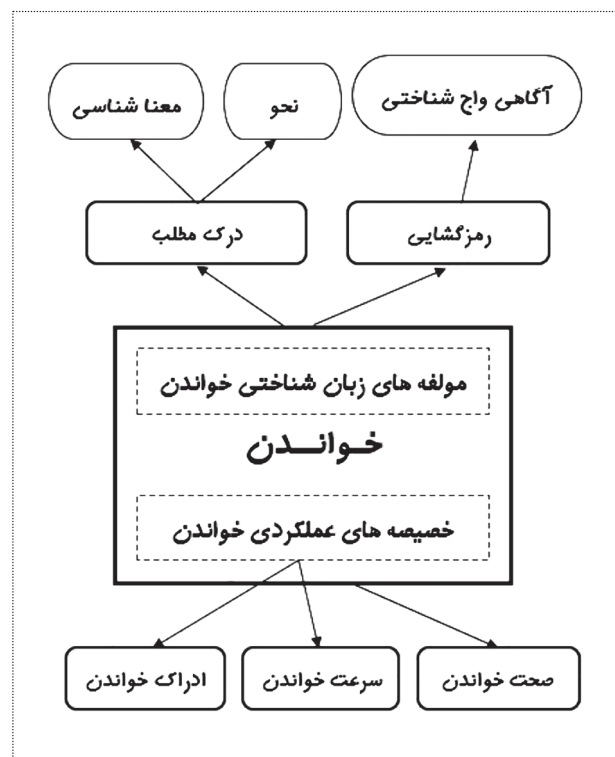 آگاهی واج شناختی
نحو
معنا شناسی
رمزگشایی
درک مطلب
مولفه های زبان شناختی خواندن
خـوانــدن
خصیصه های عملکردی خواندن
صحت خواندن
سرعت خواندن
ادراک خواندن